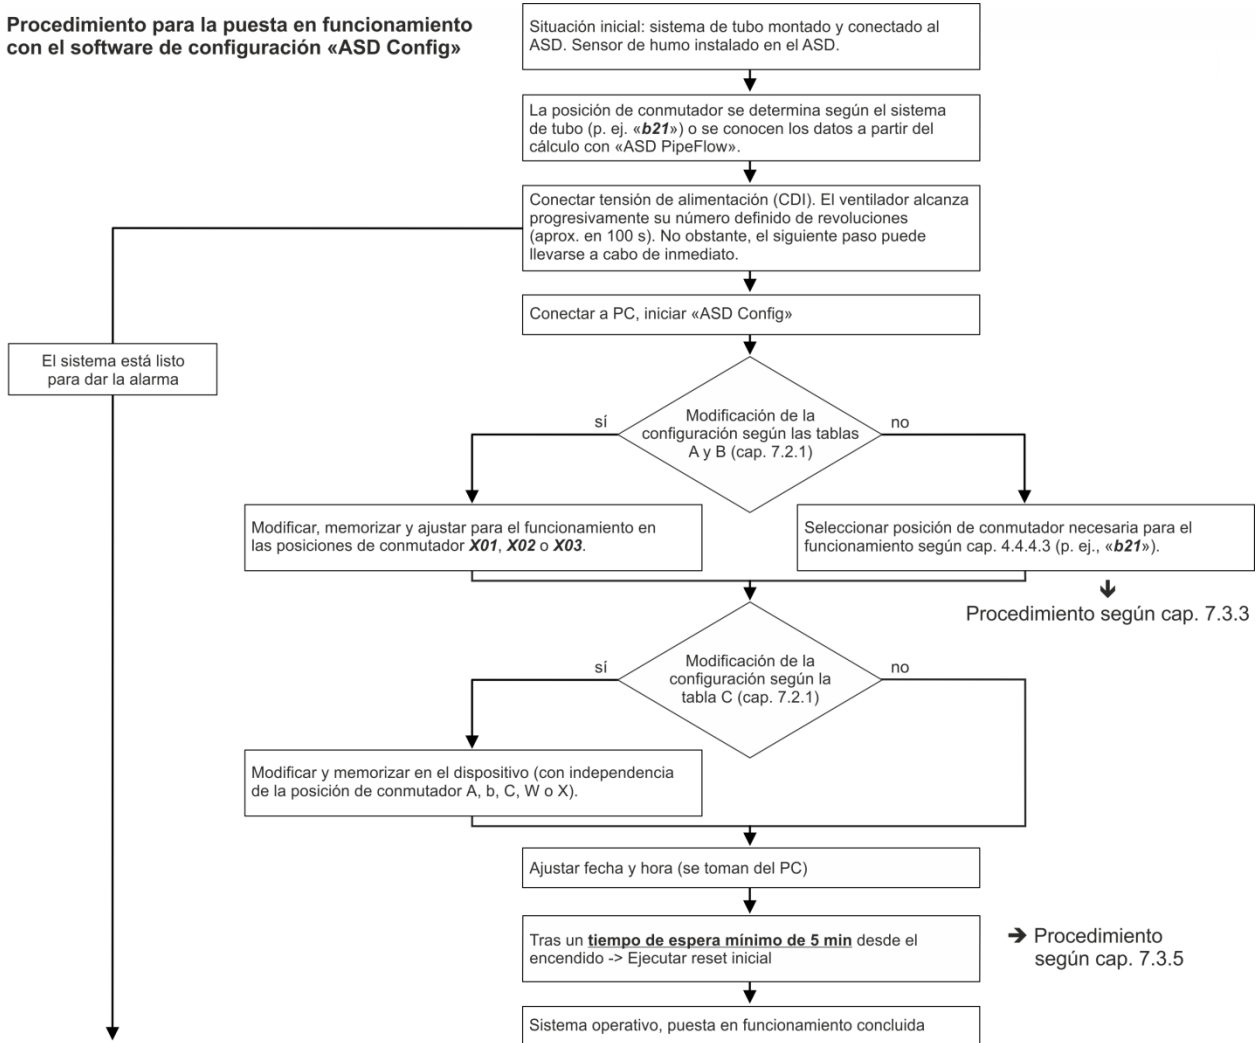 Procedimiento para la puesta en funcionamiento
con el software de configuración «ASD Config»
Situación inicial: sistema de tubo montado y conectado al
ASD. Sensor de humo instalado en el ASD.
La posición de conmutador se determina según el sistema
de tubo (p. ej. «b21») o se conocen los datos a partir del
cálculo con «ASD PipeFlow».
Conectar tensión de alimentación (CDI). El ventilador alcanza
progresivamente su número definido de revoluciones
(aprox. en 100 s). No obstante, el siguiente paso puede
llevarse a cabo de inmediato.
Conectar a PC, iniciar «ASD Config»
El sistema está listo
para dar la alarma
sí
Modificación de la
configuración según las tablas
A y B (cap. 7.2.1)
no
Modificar, memorizar y ajustar para el funcionamiento en
las posiciones de conmutador X01, X02 o X03.
Seleccionar posición de conmutador necesaria para el
funcionamiento según cap. 4.4.4.3 (p. ej., «b21»).
Procedimiento según cap. 7.3.3
sí
Modificación de la
configuración según la
tabla C (cap. 7.2.1)
no
Modificar y memorizar en el dispositivo (con independencia
de la posición de conmutador A, b, C, W o X).
Ajustar fecha y hora (se toman del PC)
Tras un tiempo de espera mínimo de 5 min desde el
encendido -> Ejecutar reset inicial
➔ Procedimiento
según cap. 7.3.5
Sistema operativo, puesta en funcionamiento concluida